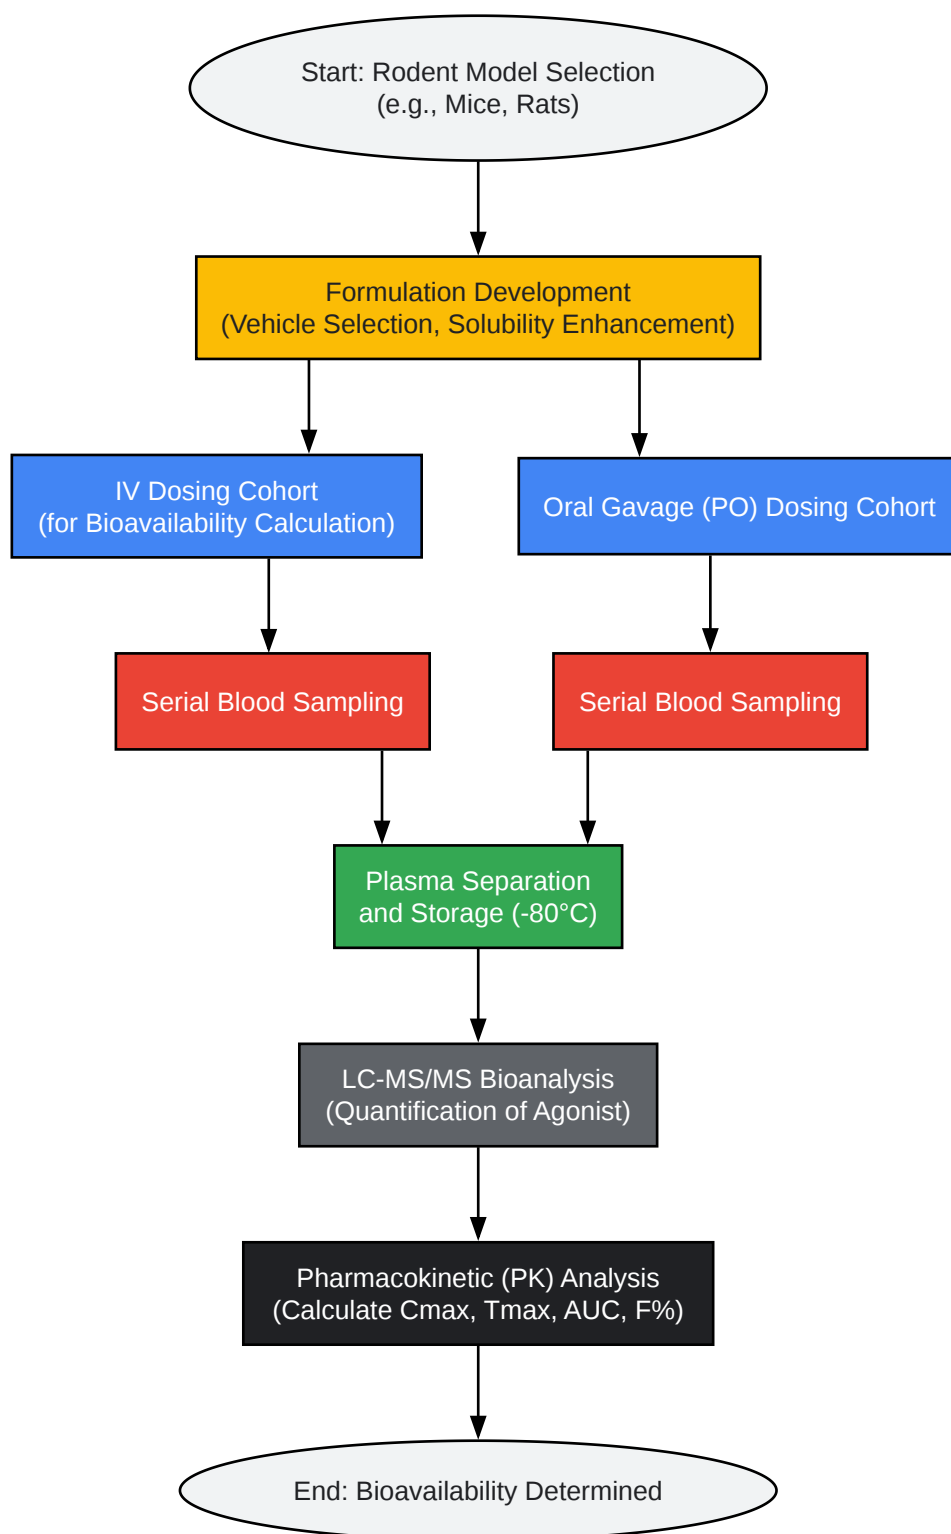 Start: Rodent Model Selection
(e.g., Mice, Rats)
Formulation Development
(Vehicle Selection, Solubility Enhancement)
IV Dosing Cohort
(for Bioavailability Calculation)
Oral Gavage (PO) Dosing Cohort
Serial Blood Sampling
Serial Blood Sampling
Plasma Separation
and Storage (-80°C)
LC-MS/MS Bioanalysis
(Quantification of Agonist)
Pharmacokinetic (PK) Analysis
(Calculate Cmax, Tmax, AUC, F%)
End: Bioavailability Determined